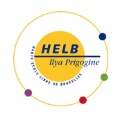 HELB
Ilya Prigogine
HAUTE ECOLE LIBRE DE BRUXELLES